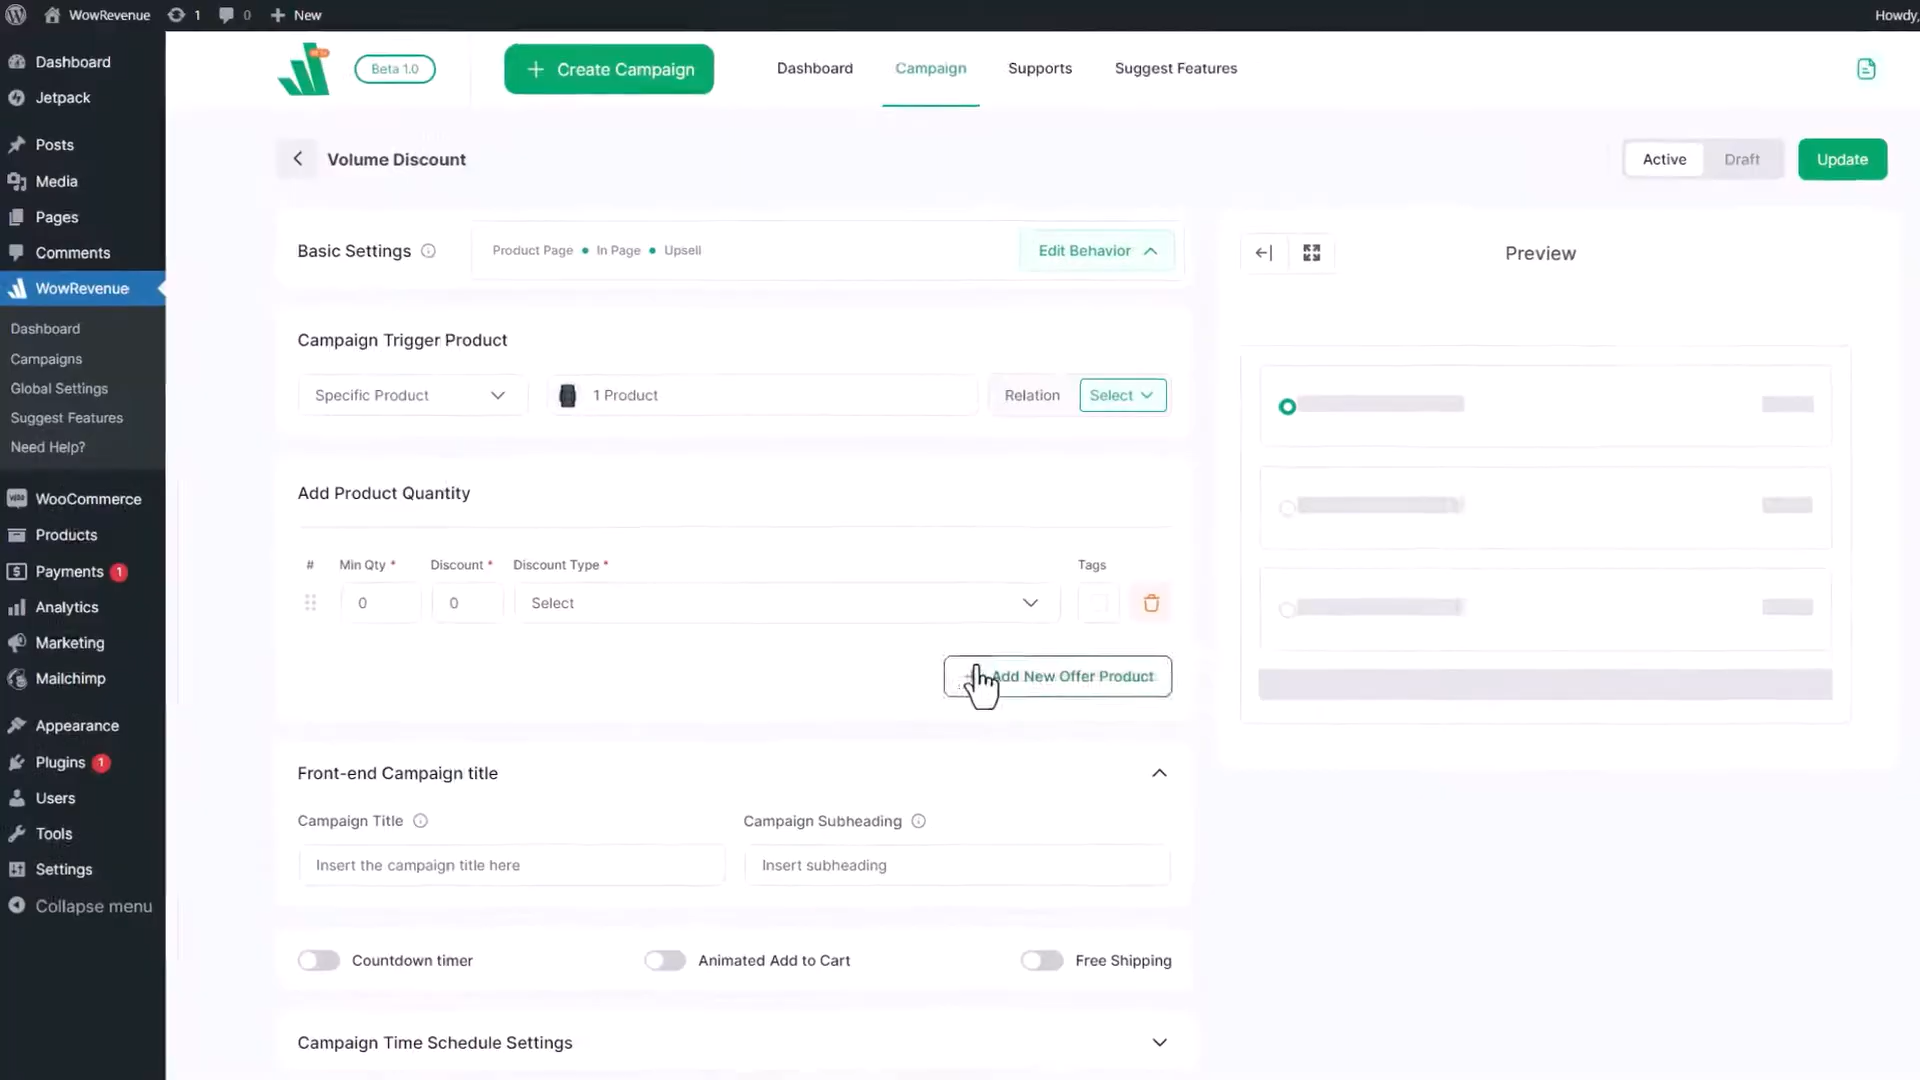 WowRevenue 1 0 New Howdy,
Dashboard
Jetpack
Posts
Media
Pages
Comments
WowRevenue
Dashboard
Campaigns
Global Settings
Suggest Features
Need Help?
WooCommerce
Products
Payments 1
Analytics
Marketing
Mailchimp
Appearance
Plugins 1
Users
Tools
Settings
Collapse menu
Beta 1.0 + Create Campaign Dashboard Campaign Supports Suggest Features
Volume Discount Active Draft Update
Basic Settings Product Page • In Page • Upsell Edit Behavior
Campaign Trigger Product
Specific Product 1 Product Relation Select
Add Product Quantity
# Min Qty * Discount * Discount Type * Tags
0 0 Select
Add New Offer Product
Front-end Campaign title
Campaign Title Campaign Subheading
Insert the campaign title here Insert subheading
Countdown timer Animated Add to Cart Free Shipping
Campaign Time Schedule Settings
Preview